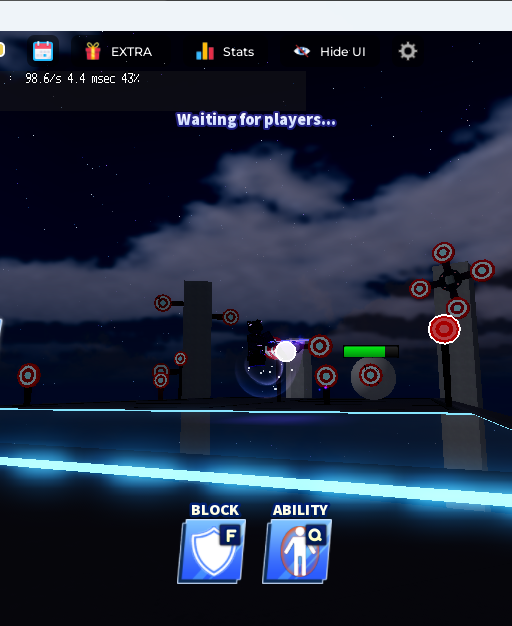 EXTRA Stats Hide UI
: 98.6/s 4.4 msec 43%
Waiting for players...
BLOCK ABILITY
F Q